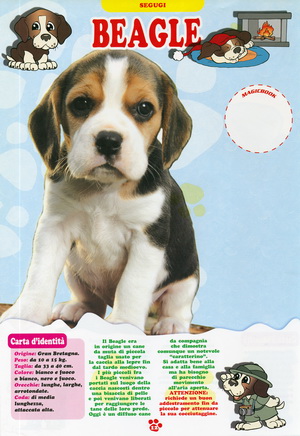 SEGUGI
BEAGLE
MAGICBOOK
Carta d'identità
Origine: Gran Bretagna.
Peso: da 10 a 15 kg.
Taglia: da 33 a 40 cm.
Colore: bianco e fuoco
o bianco, nero e fuoco.
Orecchie: lunghe, larghe,
arrotondate.
Coda: di media
lunghezza,
attaccata alta.
Il Beagle era
in origine un cane
da muta di piccola
taglia usato per
la caccia alla lepre fin
dal tardo medioevo.
I più piccoli fra
i Beagle venivano
portati sul luogo della
caccia nascosti dentro
una bisaccia di pelle
e poi venivano liberati
per raggiungere le
tane delle loro prede.
Oggi è un diffuso cane
da compagnia
che dimostra
comunque un notevole
"caratterino".
Si adatta bene alla
casa e alla famiglia
ma ha bisogno
di parecchio
movimento
all'aria aperta.
ATTENZIONE:
richiede un buon
addestramento fin da
piccolo per attenuare
la sua cocciutaggine.